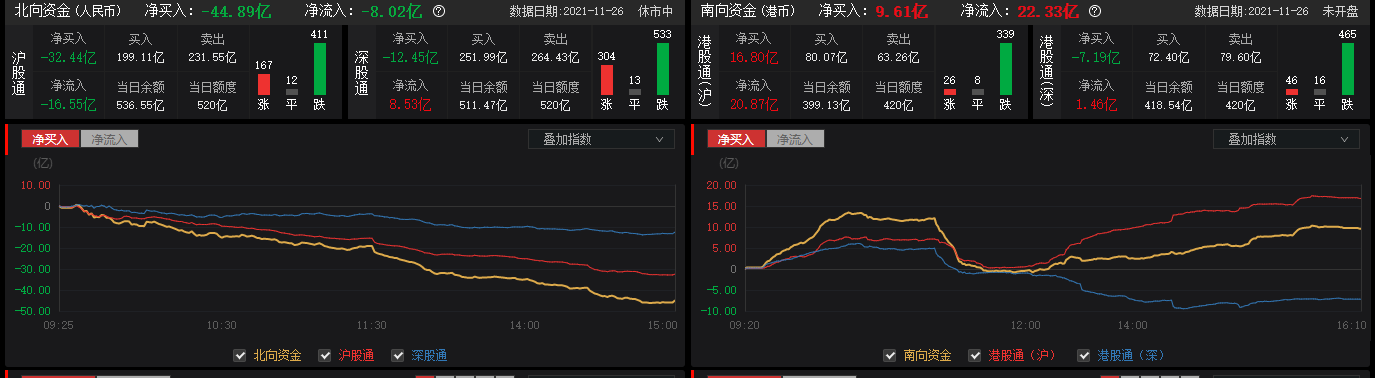 北向资金 (人民币) 净买入: -44.89亿 净流入: -8.02亿 ? 数据日期:2021-11-26 休市中
沪股通
净买入 买入 卖出
-32.44亿 199.11亿 231.55亿
净流入 当日余额 当日额度
-16.55亿 536.55亿 520亿
167 12 411
涨 平 跌
深股通
净买入 买入 卖出
-12.45亿 251.99亿 264.43亿
净流入 当日余额 当日额度
8.53亿 511.47亿 520亿
304 13 533
涨 平 跌
净买入 净流入 叠加指数
(亿)
10.00
0
-10.00
-20.00
-30.00
-40.00
-50.00
09:25 10:30 11:30 14:00 15:00
北向资金 沪股通 深股通
南向资金 (港币) 净买入: 9.61亿 净流入: 22.33亿 ? 数据日期:2021-11-26 未开盘
港股通(沪)
净买入 买入 卖出
16.80亿 80.07亿 63.26亿
净流入 当日余额 当日额度
20.87亿 399.13亿 420亿
26 8 339
涨 平 跌
港股通(深)
净买入 买入 卖出
-7.19亿 72.40亿 79.60亿
净流入 当日余额 当日额度
1.46亿 418.54亿 420亿
46 16 465
涨 平 跌
净买入 净流入 叠加指数
(亿)
20.00
15.00
10.00
5.00
0
-5.00
-10.00
09:20 12:00 14:00 16:10
南向资金 港股通(沪) 港股通(深)